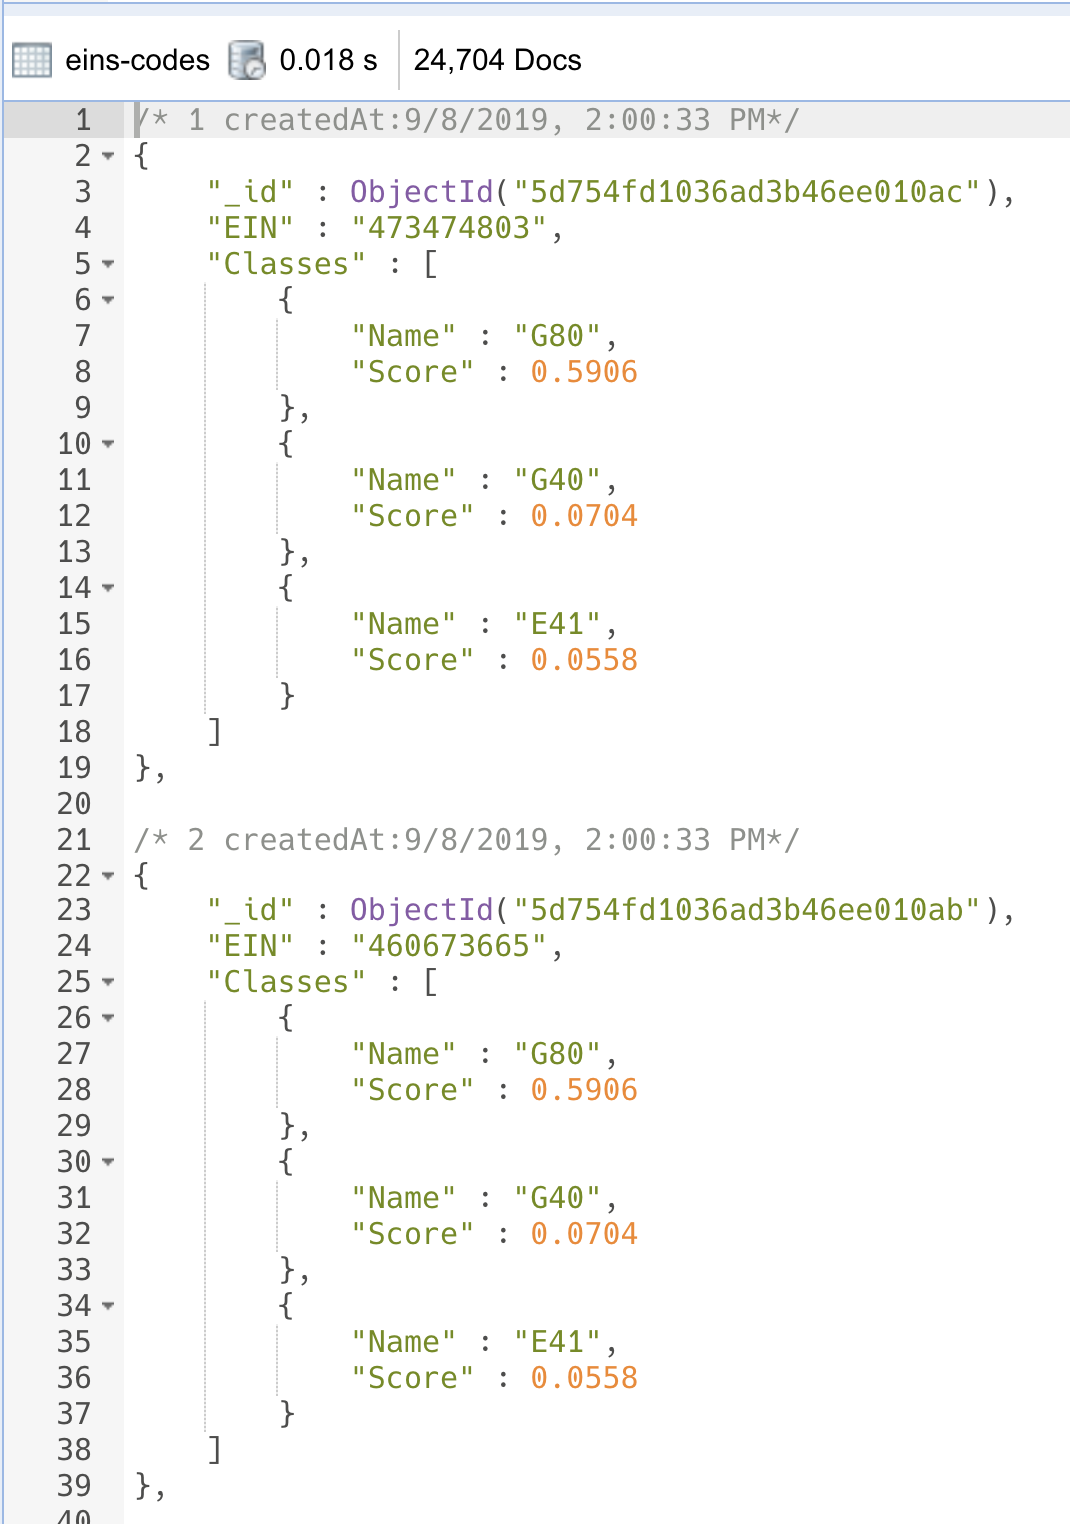 eins-codes 0.018 s 24,704 Docs
1 /* 1 createdAt:9/8/2019, 2:00:33 PM*/
2 {
3 "_id" : ObjectId("5d754fd1036ad3b46ee010ac"),
4 "EIN" : "473474803",
5 "Classes" : [
6 {
7 "Name" : "G80",
8 "Score" : 0.5906
9 },
10 {
11 "Name" : "G40",
12 "Score" : 0.0704
13 },
14 {
15 "Name" : "E41",
16 "Score" : 0.0558
17 }
18 ]
19 },
20
21 /* 2 createdAt:9/8/2019, 2:00:33 PM*/
22 {
23 "_id" : ObjectId("5d754fd1036ad3b46ee010ab"),
24 "EIN" : "460673665",
25 "Classes" : [
26 {
27 "Name" : "G80",
28 "Score" : 0.5906
29 },
30 {
31 "Name" : "G40",
32 "Score" : 0.0704
33 },
34 {
35 "Name" : "E41",
36 "Score" : 0.0558
37 }
38 ]
39 },
40